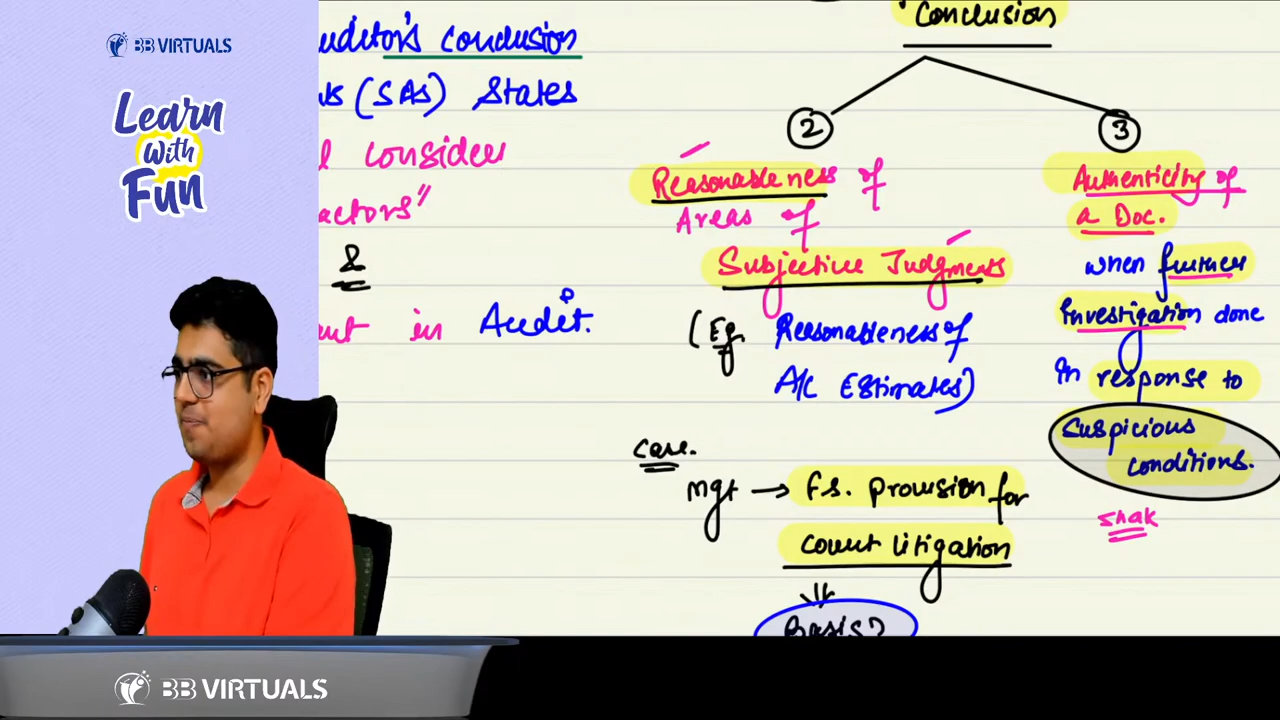 BB VIRTUALS
Learn
With
Fun
uditor's conclusion
(SAs) States
consider
actors"
&
in Audit.
Conclusion
2
Reasonableness of
Areas of
Subjective Judgments
(Eg. Reasonableness of
A/c Estimates)
Case.
Mgt → F.S. provision for
Court litigation
Basis?
3
Authenticity of
a Doc.
when further
Investigation done
In response to
Suspicious
conditions.
Shak
BB VIRTUALS